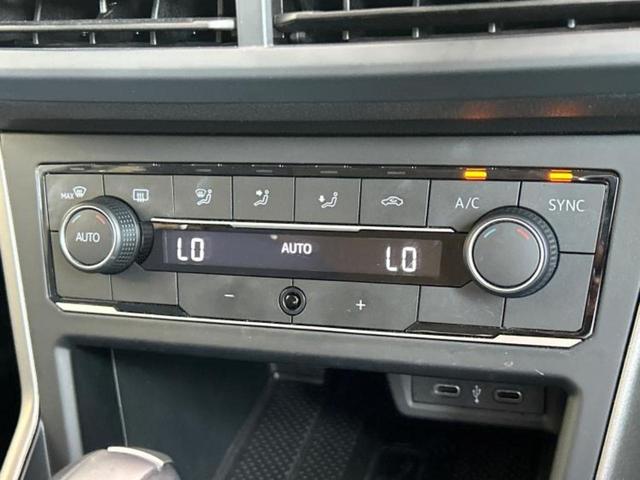 MAX
A/C
SYNC
AUTO
LO AUTO LO
- +